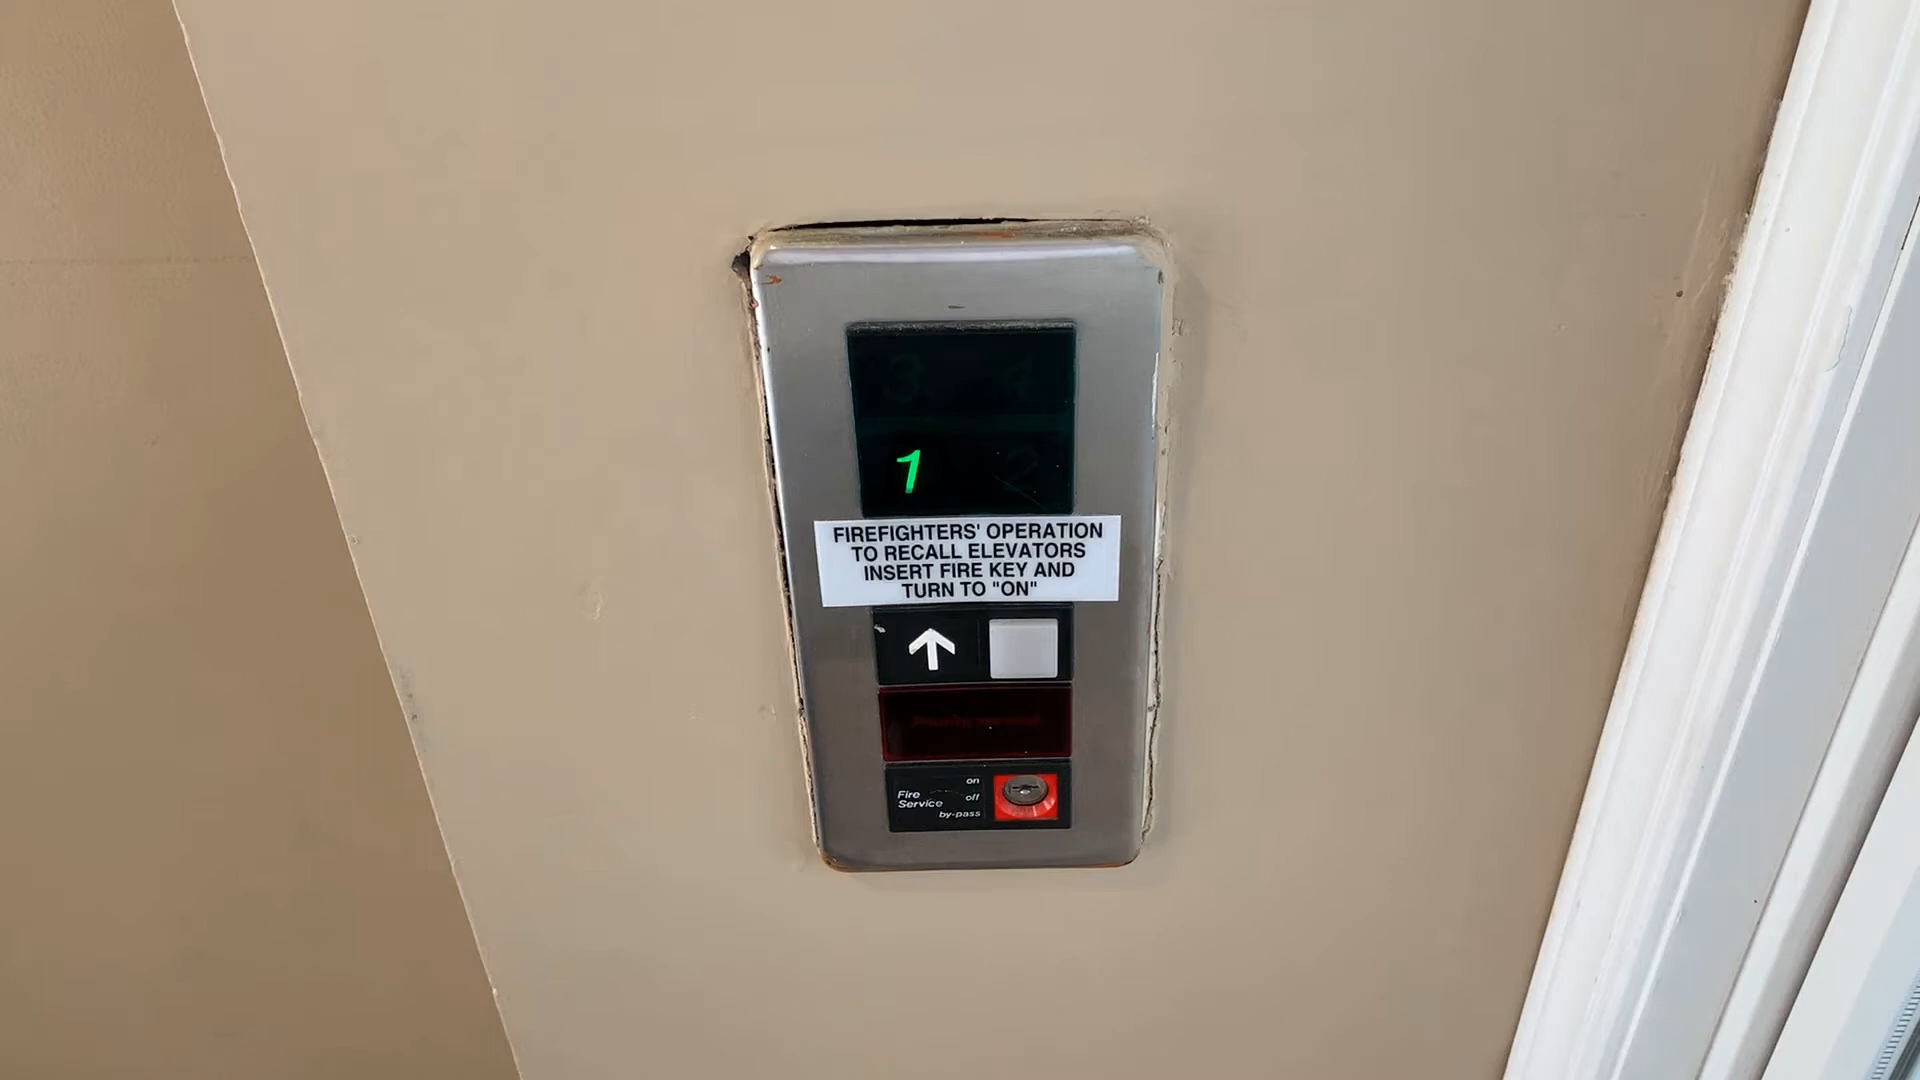 3 4
1 2
FIREFIGHTERS' OPERATION
TO RECALL ELEVATORS
INSERT FIRE KEY AND
TURN TO "ON"
on
Fire Service off
by-pass